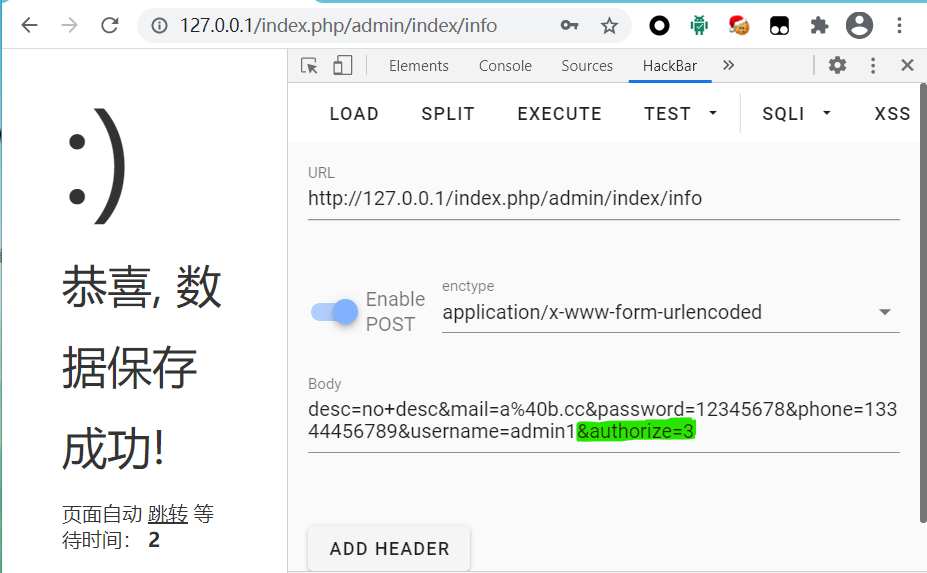 127.0.0.1/index.php/admin/index/info
:)
恭喜, 数
据保存
成功!
页面自动 跳转 等
待时间： 2
Elements Console Sources HackBar »
LOAD SPLIT EXECUTE TEST SQLI XSS
URL
http://127.0.0.1/index.php/admin/index/info
Enable
POST
enctype
application/x-www-form-urlencoded
Body
desc=no+desc&mail=a%40b.cc&password=12345678&phone=133
44456789&username=admin1&authorize=3
ADD HEADER